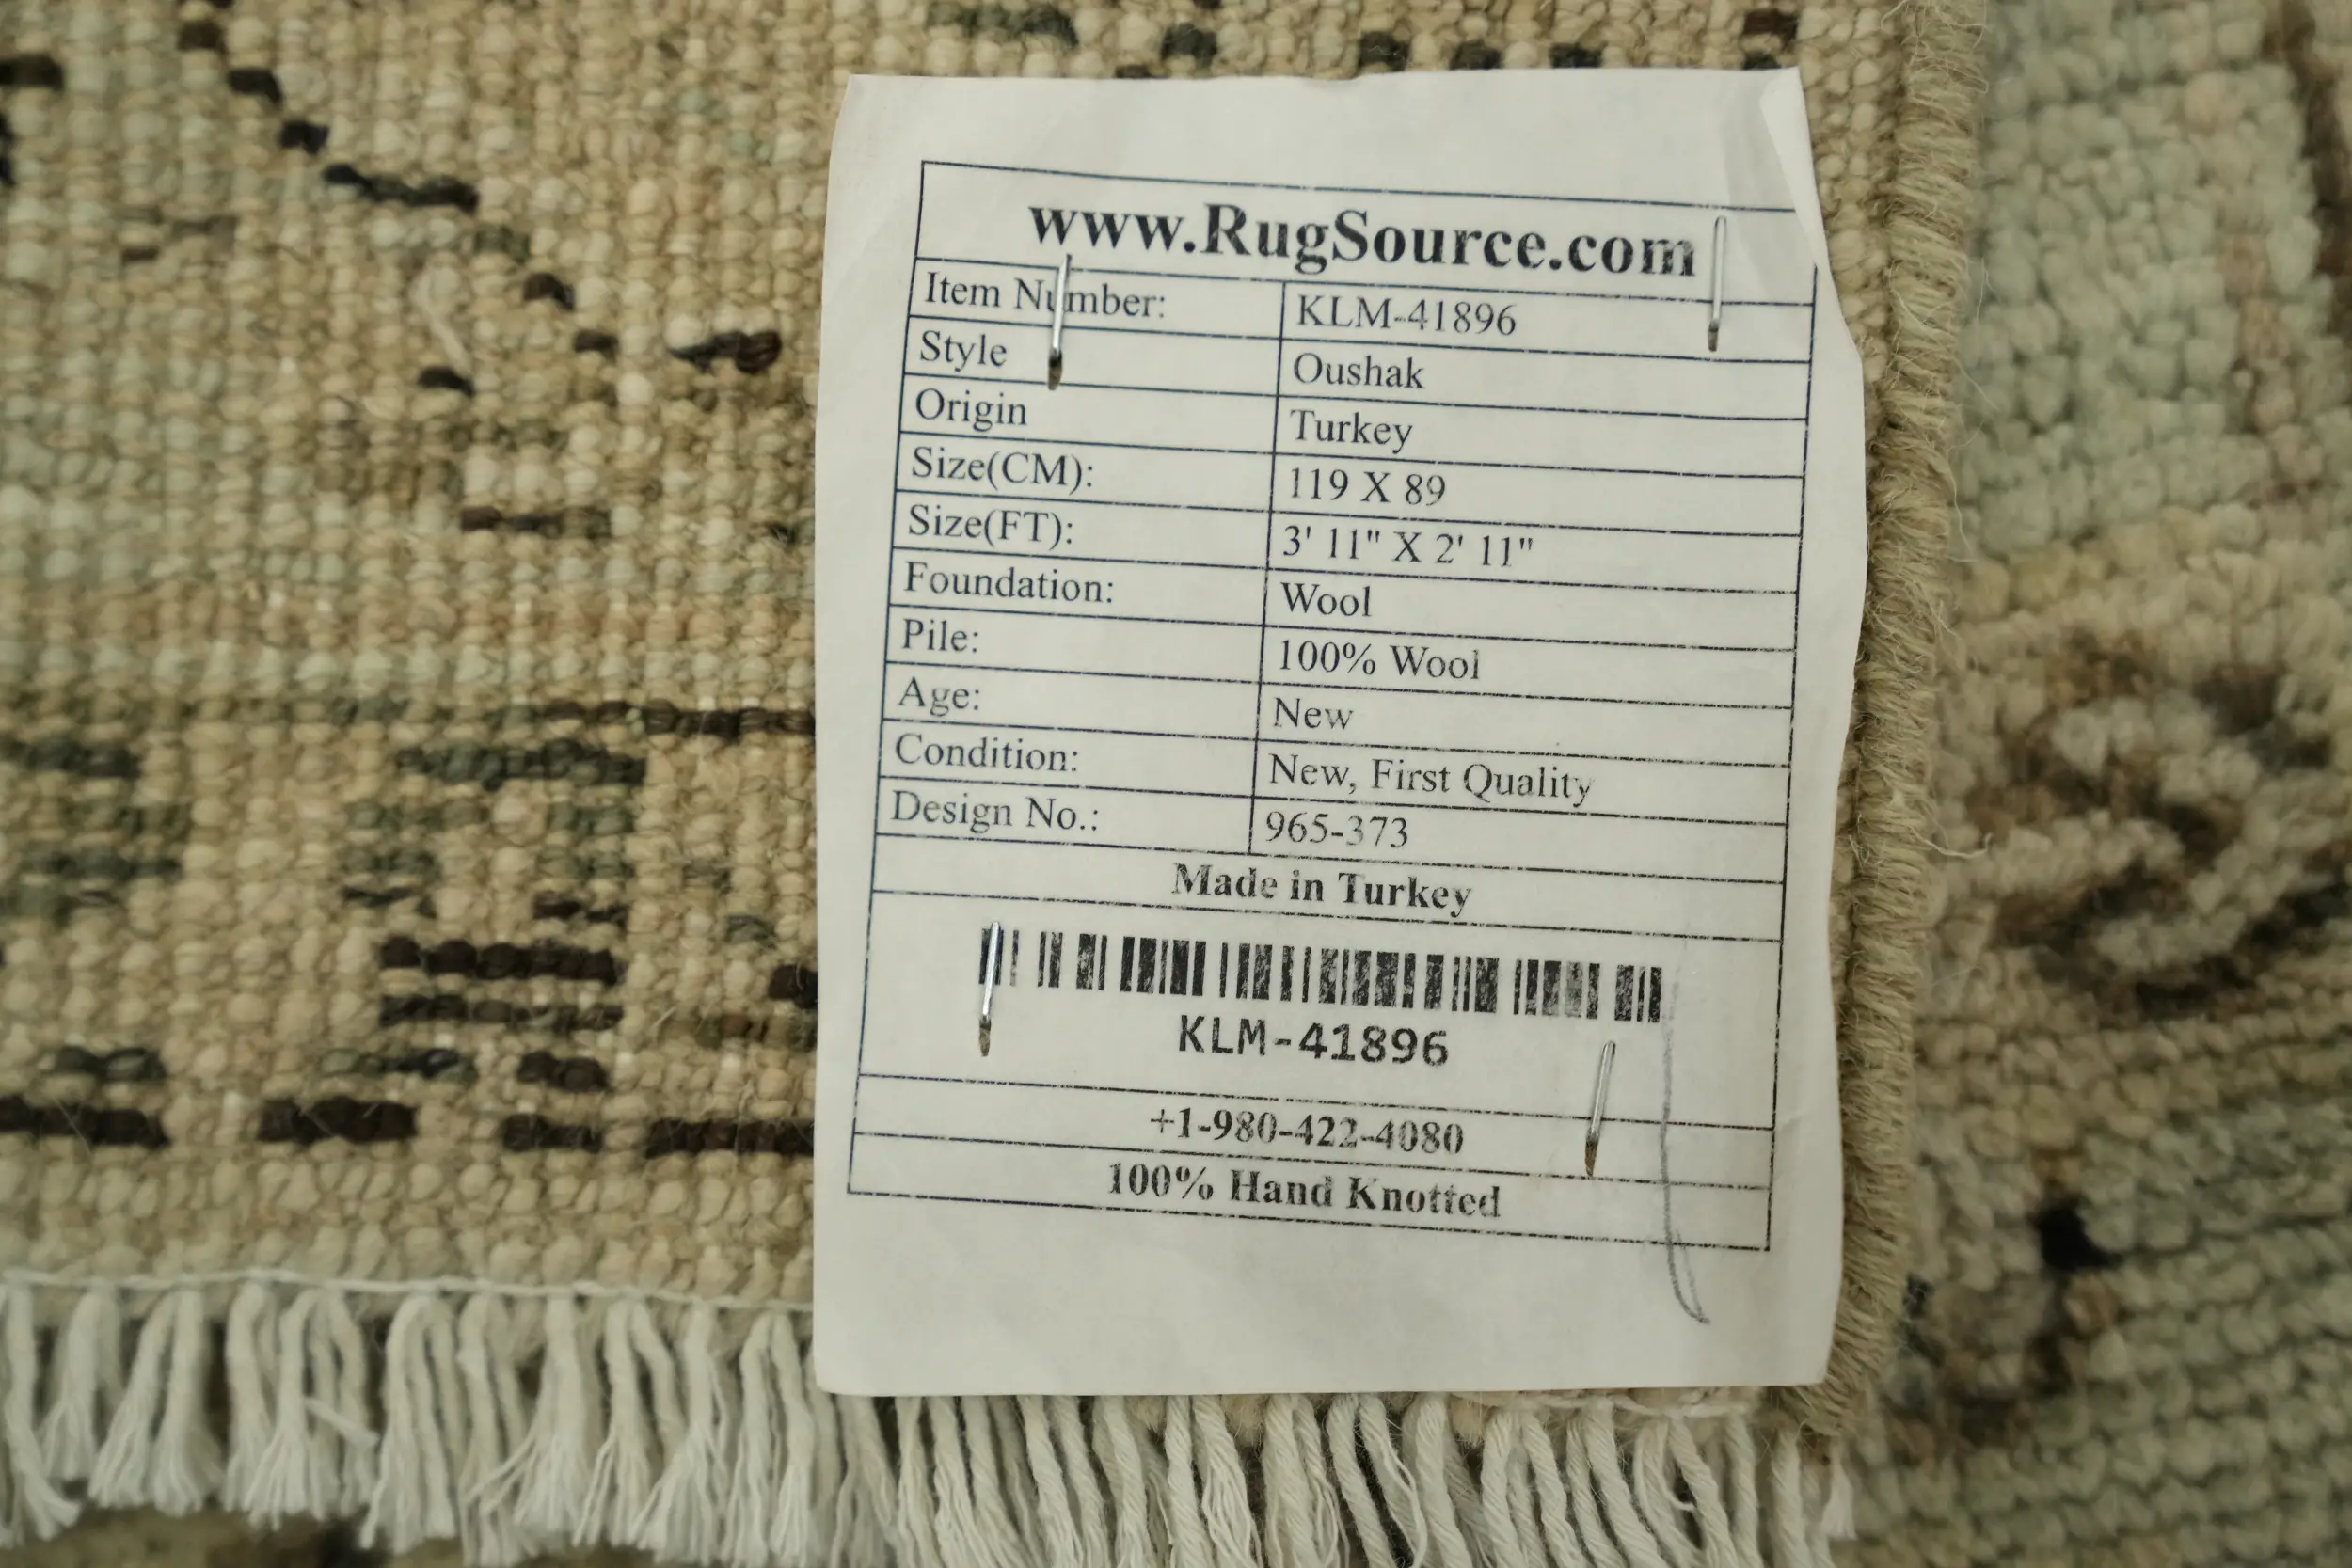 www.RugSource.com
Item Number: KLM-41896
Style Oushak
Origin Turkey
Size(CM): 119 X 89
Size(FT): 3' 11" X 2' 11"
Foundation: Wool
Pile: 100% Wool
Age: New
Condition: New, First Quality
Design No.: 965-373
Made in Turkey
KLM-41896
+1-980-422-4080
100% Hand Knotted